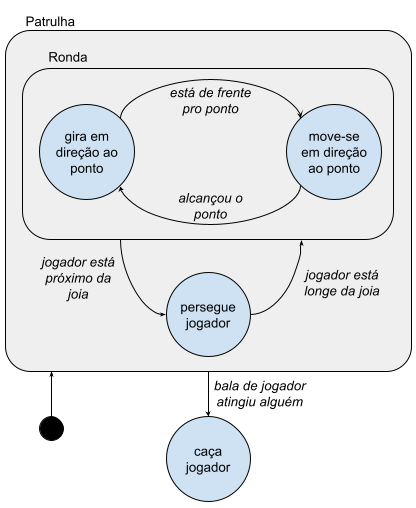 Patrulha
Ronda
está de frente
pro ponto
gira em
direção ao
ponto
move-se
em direção
ao ponto
alcançou o
ponto
jogador está
próximo da
joia
persegue
jogador
jogador está
longe da joia
bala de jogador
atingiu alguém
caça
jogador